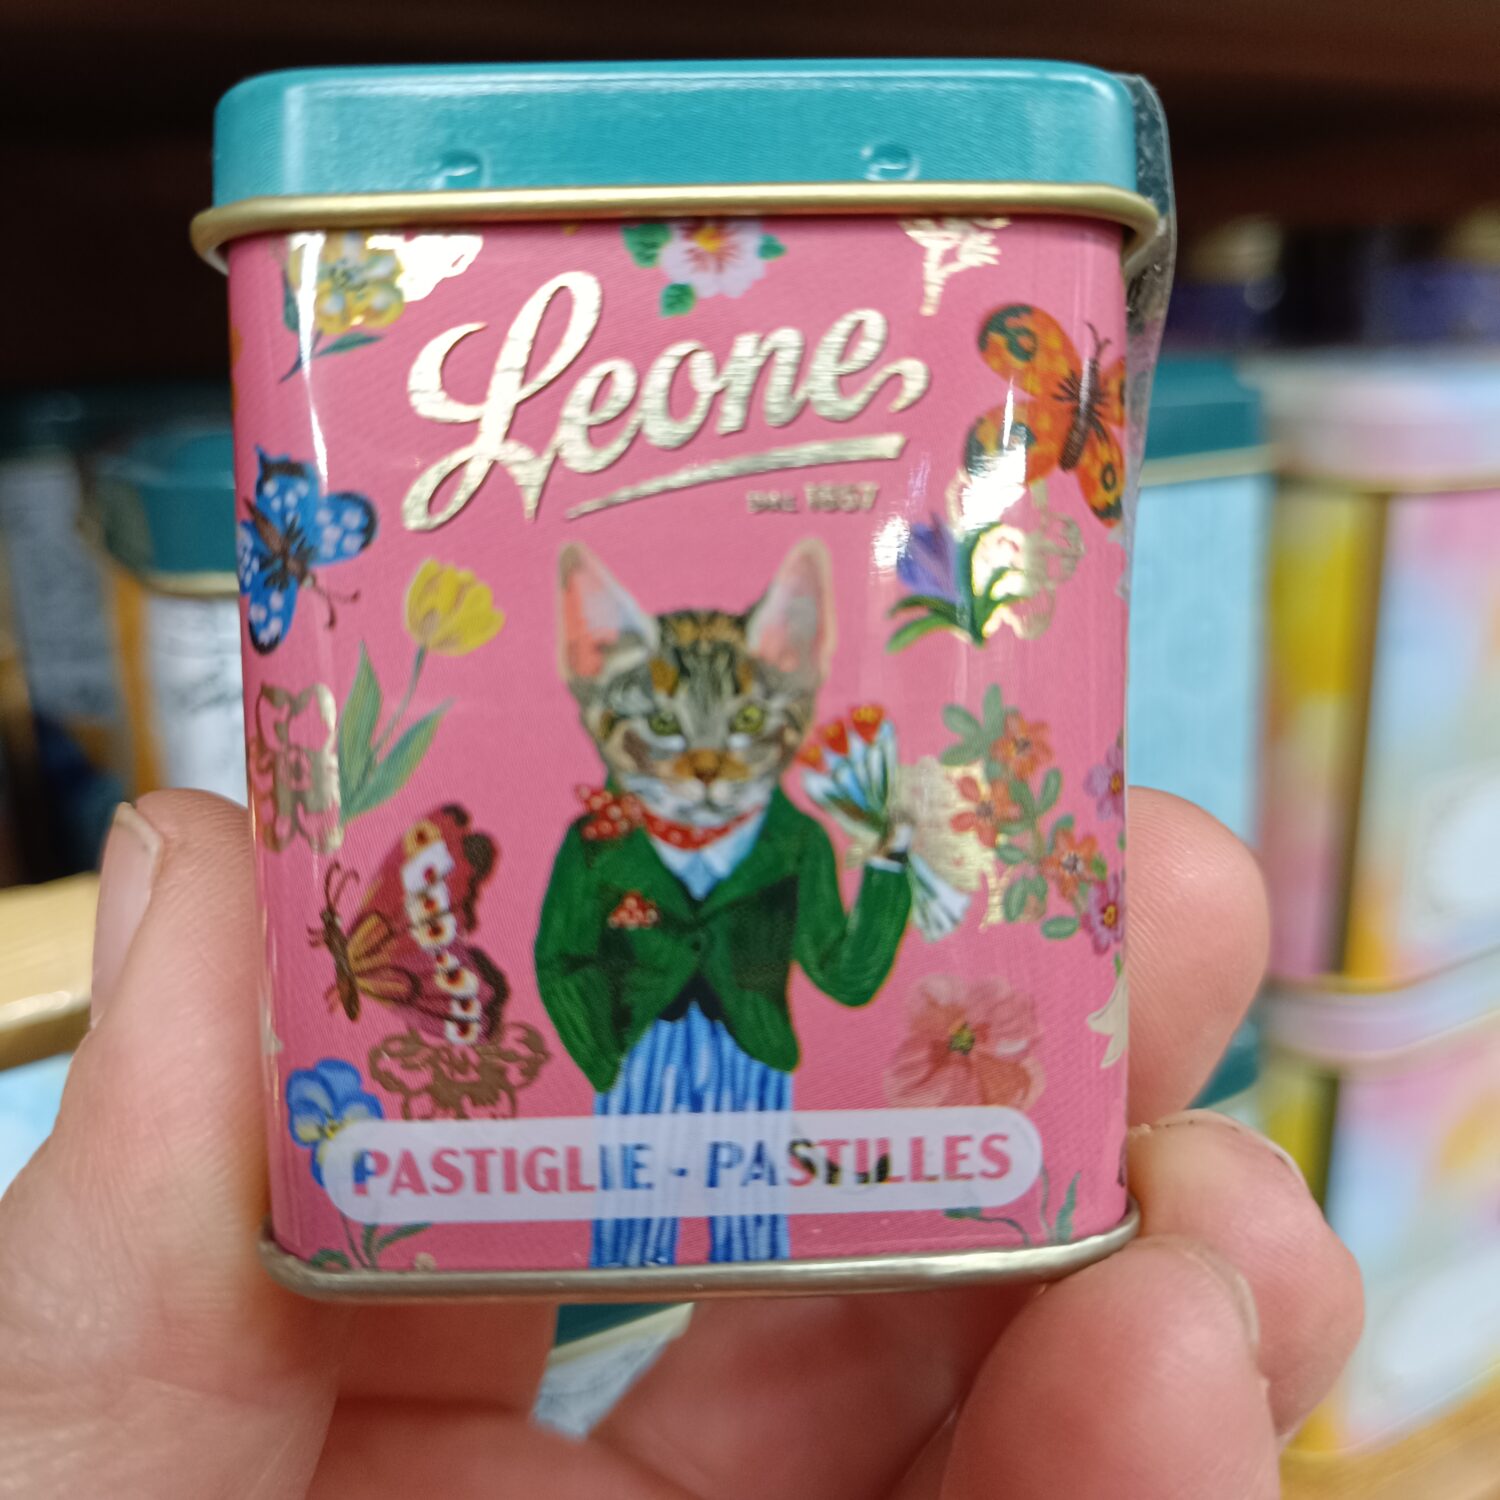 Leone
DAL 1857
PASTIGLIE - PASTILLES